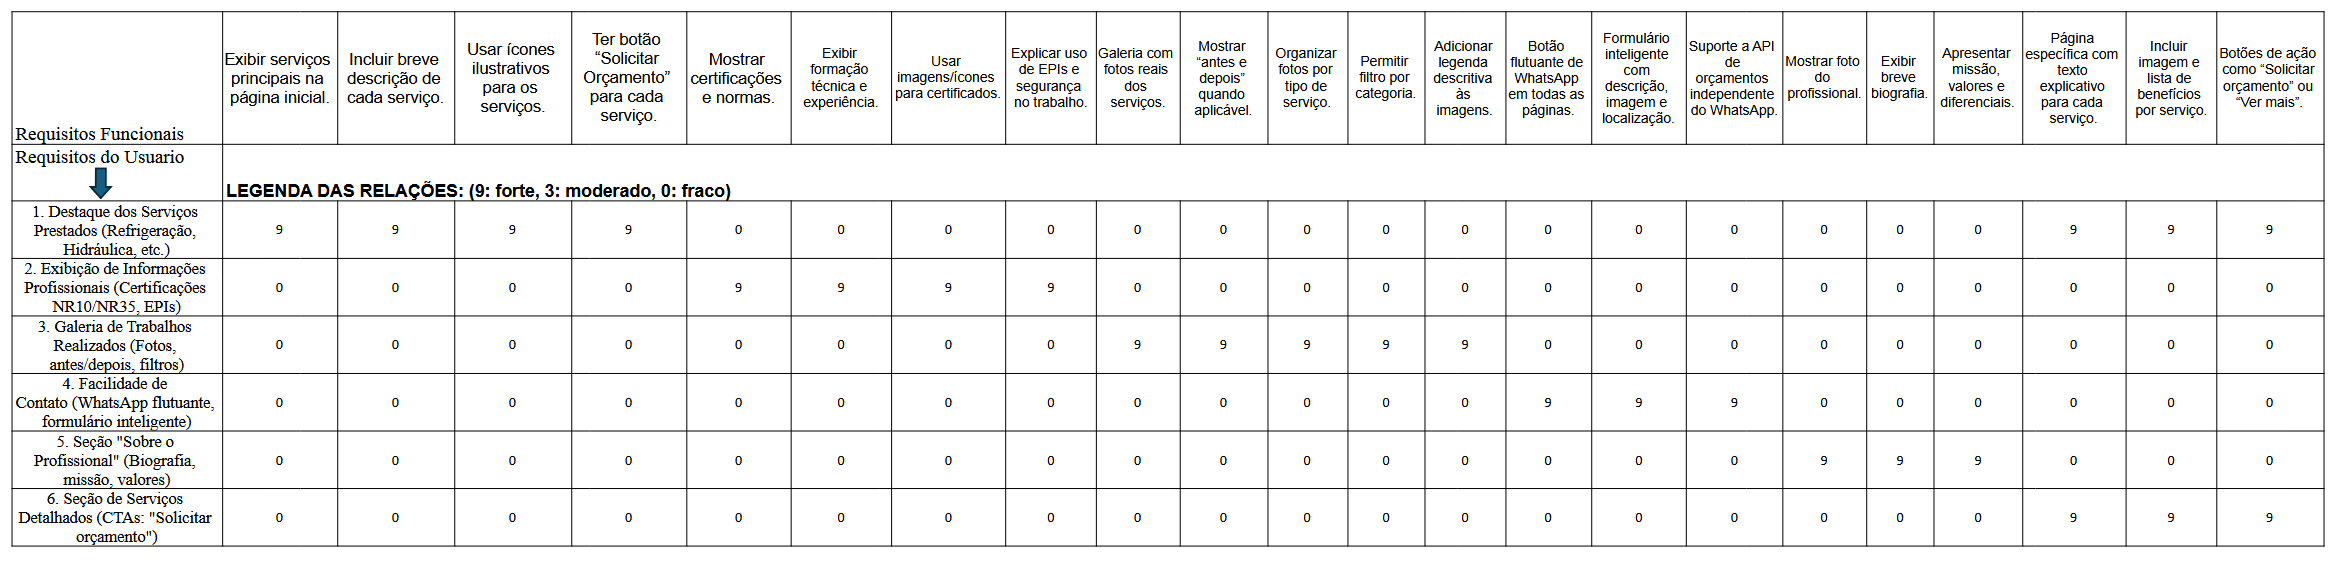 Requisitos Funcionais
Exibir serviços
principais na
página inicial.
Incluir breve
descrição de
cada serviço.
Usar ícones
ilustrativos
para os
serviços.
Ter botão
“Solicitar
Orçamento”
para cada
serviço.
Mostrar
certificações
e normas.
Exibir
formação
técnica e
experiência.
Usar
imagens/ícones
para certificados.
Explicar uso
de EPIs e
segurança
no trabalho.
Galeria com
fotos reais
dos
serviços.
Mostrar
“antes e
depois”
quando
aplicável.
Organizar
fotos por
tipo de
serviço.
Permitir
filtro por
categoria.
Adicionar
legenda
descritiva
às
imagens.
Botão
flutuante de
WhatsApp
em todas as
páginas.
Formulário
inteligente
com
descrição,
imagem e
localização.
Suporte a API
de
orçamentos
independente
do WhatsApp.
Mostrar foto
do
profissional.
Exibir
breve
biografia.
Apresentar
missão,
valores e
diferenciais.
Página
específica com
texto
explicativo
para cada
serviço.
Incluir
imagem e
lista de
benefícios
por serviço.
Botões de ação
como “Solicitar
orçamento” ou
“Ver mais”.
Requisitos do Usuario
LEGENDA DAS RELAÇÕES: (9: forte, 3: moderado, 0: fraco)
1. Destaque dos Serviços
Prestados (Refrigeração,
Hidráulica, etc.)
9 9 9 9 0 0 0 0 0 0 0 0 0 0 0 0 0 0 0 9 9 9
2. Exibição de Informações
Profissionais (Certificações
NR10/NR35, EPIs)
0 0 0 0 9 9 9 9 0 0 0 0 0 0 0 0 0 0 0 0 0 0
3. Galeria de Trabalhos
Realizados (Fotos,
antes/depois, filtros)
0 0 0 0 0 0 0 0 9 9 9 9 9 0 0 0 0 0 0 0 0 0
4. Facilidade de
Contato (WhatsApp flutuante,
formulário inteligente)
0 0 0 0 0 0 0 0 0 0 0 0 0 9 9 9 0 0 0 0 0 0
5. Seção "Sobre o
Profissional" (Biografia,
missão, valores)
0 0 0 0 0 0 0 0 0 0 0 0 0 0 0 0 9 9 9 0 0 0
6. Seção de Serviços
Detalhados (CTAs: "Solicitar
orçamento")
0 0 0 0 0 0 0 0 0 0 0 0 0 0 0 0 0 0 0 9 9 9